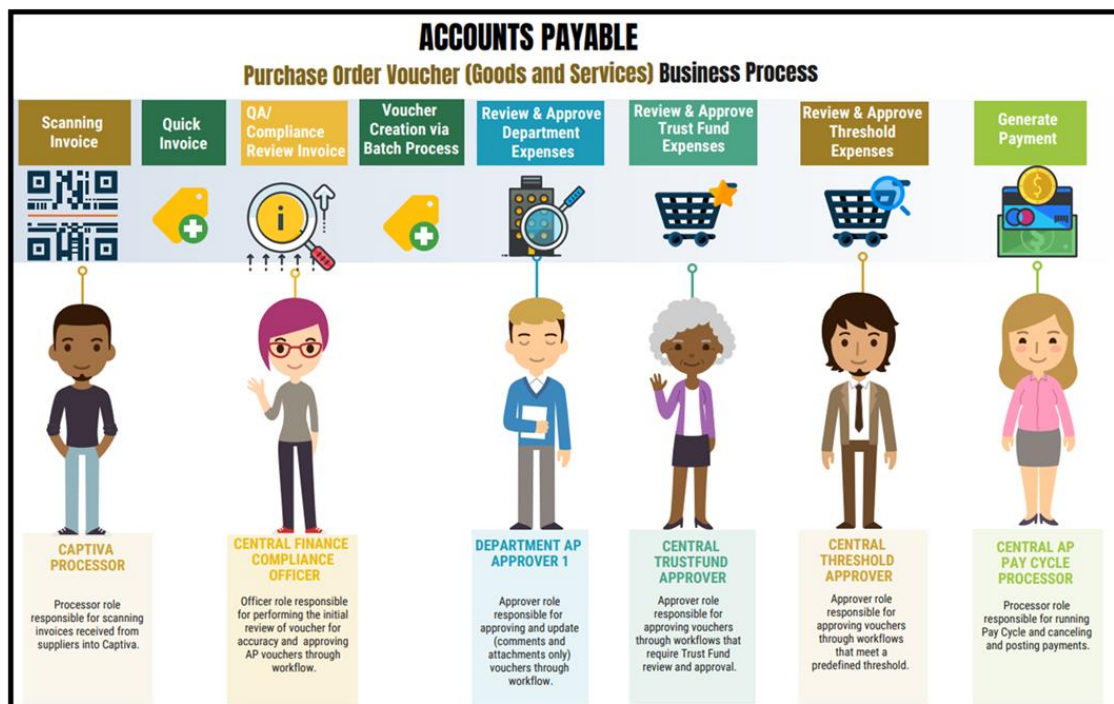 ACCOUNTS PAYABLE
Purchase Order Voucher (Goods and Services) Business Process
Scanning
Invoice
Quick
Invoice
QA/
Compliance
Review Invoice
Voucher
Creation via
Batch Process
Review & Approve
Department
Expenses
Review & Approve
Trust Fund
Expenses
Review & Approve
Threshold
Expenses
Generate
Payment
i
$
$
CAPTIVA
PROCESSOR
Processor role
responsible for scanning
invoices received from
suppliers into Captiva.
CENTRAL FINANCE
COMPLIANCE
OFFICER
Officer role responsible
for performing the initial
review of voucher for
accuracy and approving
AP vouchers through
workflow.
DEPARTMENT AP
APPROVER 1
Approver role
responsible for
approving and update
(comments and
attachments only)
vouchers through
workflow.
CENTRAL
TRUSTFUND
APPROVER
Approver role
responsible for
approving vouchers
through workflows that
require Trust Fund
review and approval.
CENTRAL
THRESHOLD
APPROVER
Approver role
responsible for
approving vouchers
through workflows
that meet a
predefined threshold.
CENTRAL AP
PAY CYCLE
PROCESSOR
Processor role
responsible for running
Pay Cycle and canceling
and posting payments.